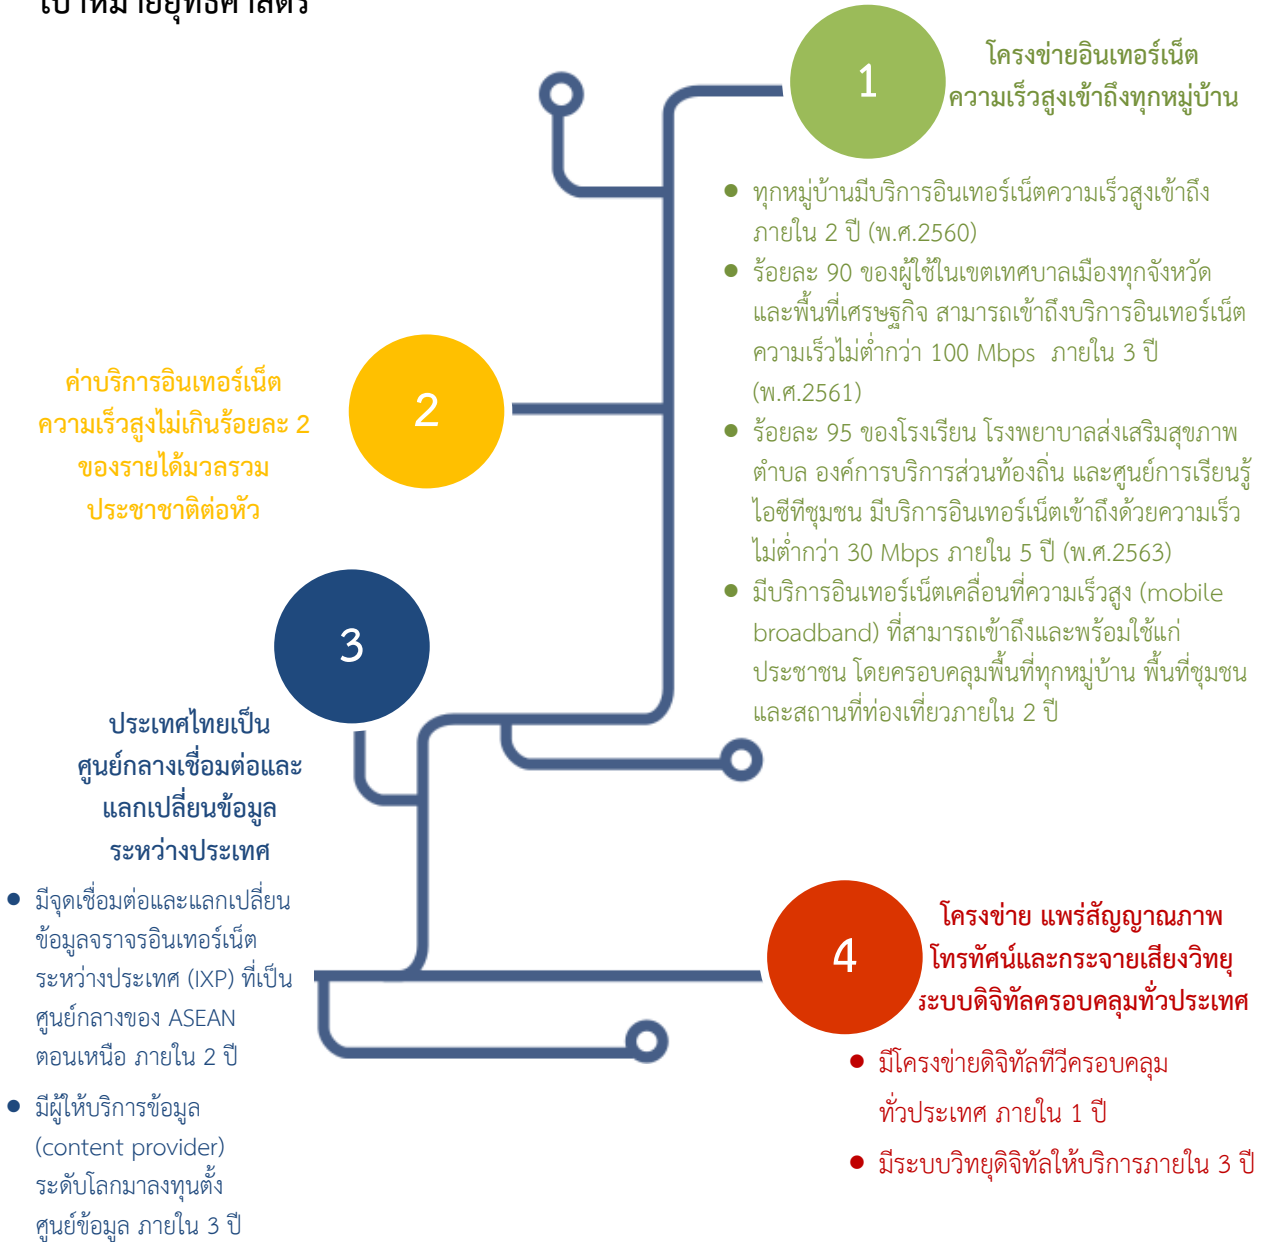 เป้าหมายยุทธศาสตร์
1
โครงข่ายอินเทอร์เน็ต
ความเร็วสูงเข้าถึงทุกหมู่บ้าน
● ทุกหมู่บ้านมีบริการอินเทอร์เน็ตความเร็วสูงเข้าถึง
ภายใน 2 ปี (พ.ศ.2560)
● ร้อยละ 90 ของผู้ใช้ในเขตเทศบาลเมืองทุกจังหวัด
และพื้นที่เศรษฐกิจ สามารถเข้าถึงบริการอินเทอร์เน็ต
ความเร็วไม่ต่ำกว่า 100 Mbps ภายใน 3 ปี
(พ.ศ.2561)
● ร้อยละ 95 ของโรงเรียน โรงพยาบาลส่งเสริมสุขภาพ
ตำบล องค์การบริการส่วนท้องถิ่น และศูนย์การเรียนรู้
ไอซีทีชุมชน มีบริการอินเทอร์เน็ตเข้าถึงด้วยความเร็ว
ไม่ต่ำกว่า 30 Mbps ภายใน 5 ปี (พ.ศ.2563)
● มีบริการอินเทอร์เน็ตเคลื่อนที่ความเร็วสูง (mobile
broadband) ที่สามารถเข้าถึงและพร้อมใช้แก่
ประชาชน โดยครอบคลุมพื้นที่ทุกหมู่บ้าน พื้นที่ชุมชน
และสถานที่ท่องเที่ยวภายใน 2 ปี
2
ค่าบริการอินเทอร์เน็ต
ความเร็วสูงไม่เกินร้อยละ 2
ของรายได้มวลรวม
ประชาชาติต่อหัว
3
ประเทศไทยเป็น
ศูนย์กลางเชื่อมต่อและ
แลกเปลี่ยนข้อมูล
ระหว่างประเทศ
● มีจุดเชื่อมต่อและแลกเปลี่ยน
ข้อมูลจราจรอินเทอร์เน็ต
ระหว่างประเทศ (IXP) ที่เป็น
ศูนย์กลางของ ASEAN
ตอนเหนือ ภายใน 2 ปี
● มีผู้ให้บริการข้อมูล
(content provider)
ระดับโลกมาลงทุนตั้ง
ศูนย์ข้อมูล ภายใน 3 ปี
4
โครงข่าย แพร่สัญญาณภาพ
โทรทัศน์และกระจายเสียงวิทยุ
ระบบดิจิทัลครอบคลุมทั่วประเทศ
● มีโครงข่ายดิจิทัลทีวีครอบคลุม
ทั่วประเทศ ภายใน 1 ปี
● มีระบบวิทยุดิจิทัลให้บริการภายใน 3 ปี